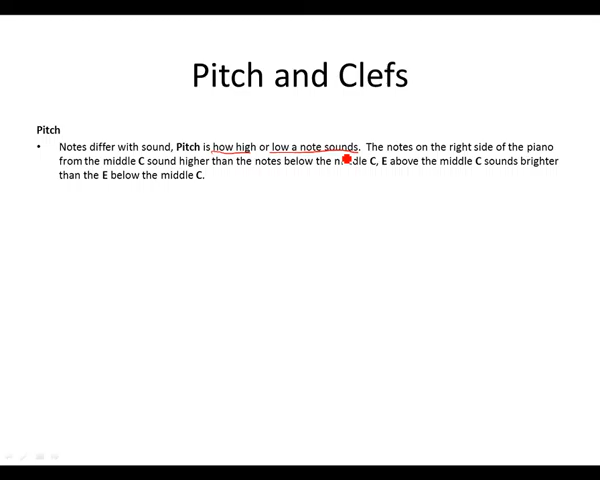 Pitch and Clefs
Pitch
• Notes differ with sound, Pitch is how high or low a note sounds. The notes on the right side of the piano
from the middle C sound higher than the notes below the C, E above the middle C sounds brighter
than the E below the middle C.